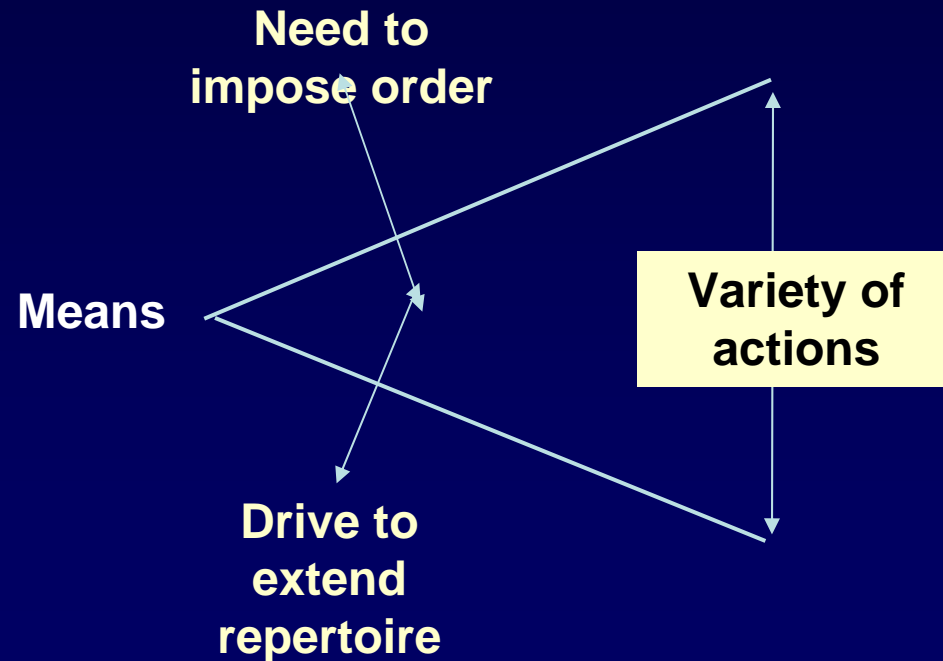 Need to
impose order
Means
Variety of
actions
Drive to
extend
repertoire